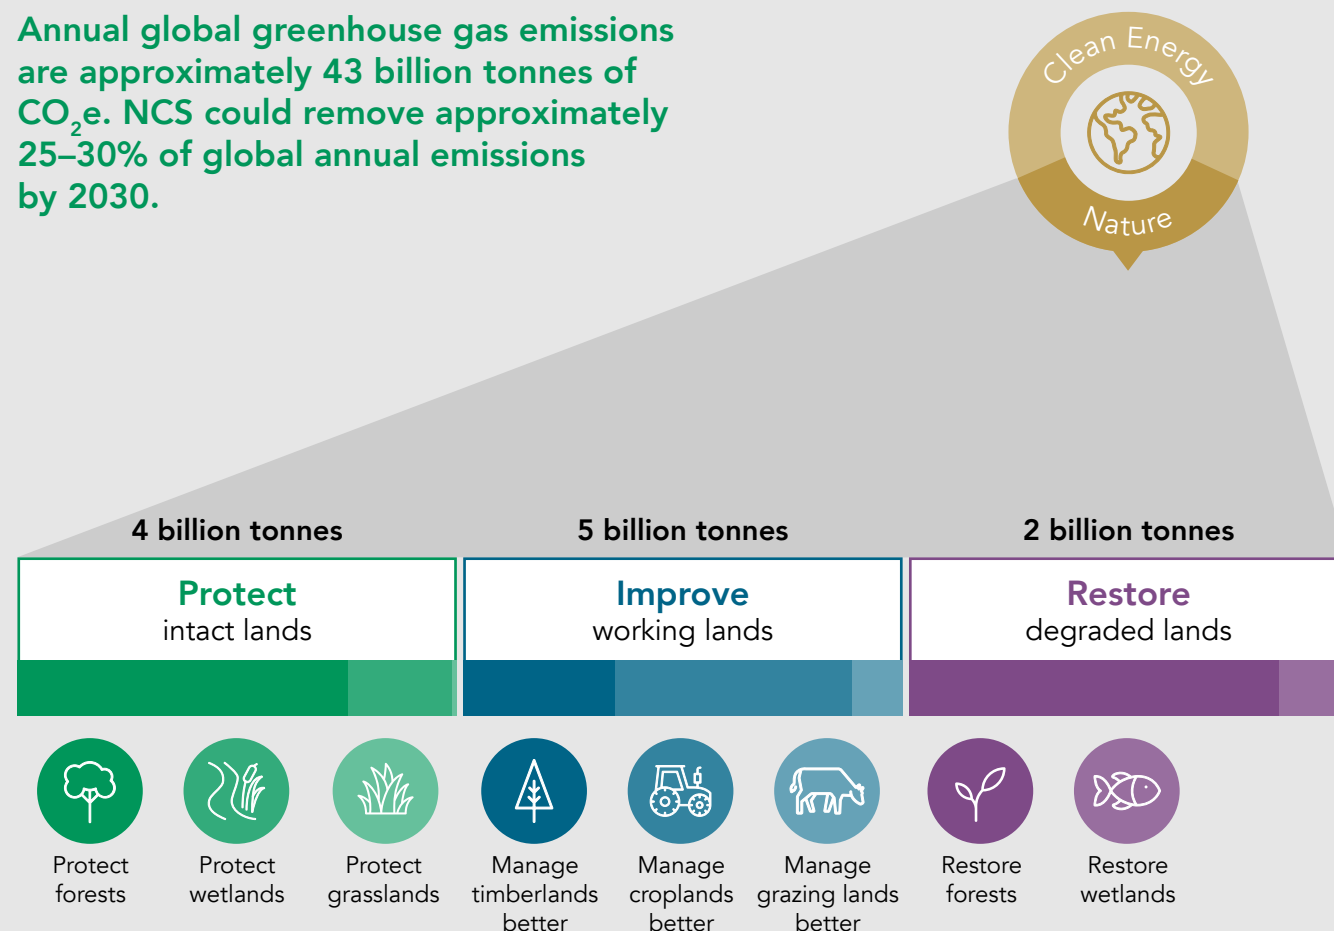 Annual global greenhouse gas emissions
are approximately 43 billion tonnes of
CO₂e. NCS could remove approximately
25–30% of global annual emissions
by 2030.
Clean Energy
Nature
4 billion tonnes
Protect
intact lands
5 billion tonnes
Improve
working lands
2 billion tonnes
Restore
degraded lands
Protect
forests
Protect
wetlands
Protect
grasslands
Manage
timberlands
better
Manage
croplands
better
Manage
grazing lands
better
Restore
forests
Restore
wetlands